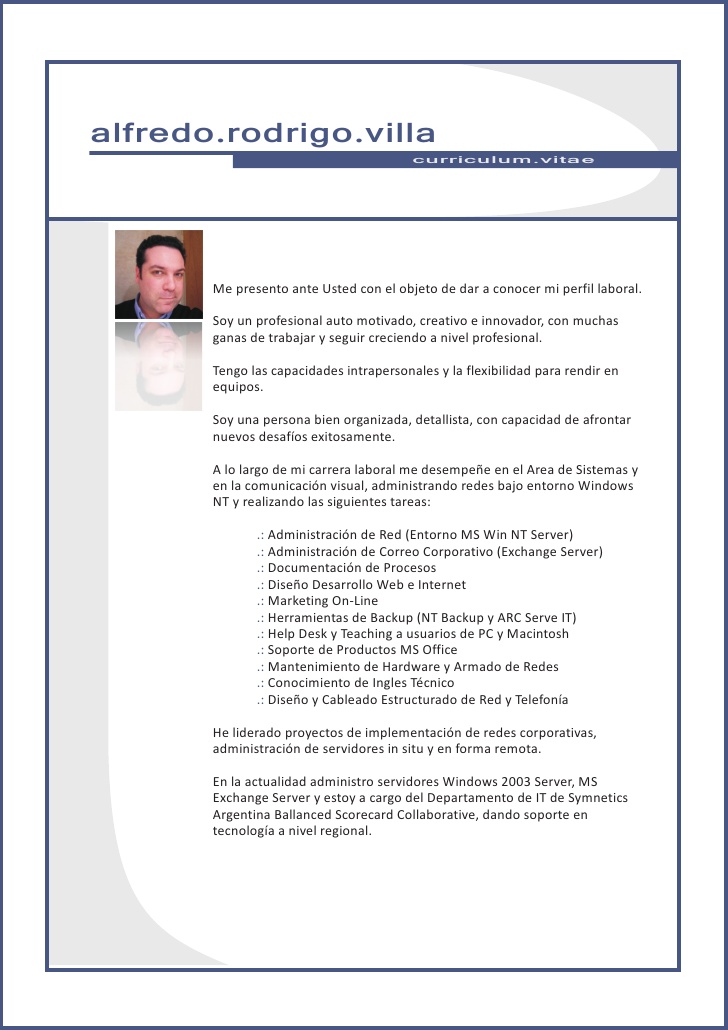 alfredo.rodrigo.villa
curriculum.vitae
Me presento ante Usted con el objeto de dar a conocer mi perfil laboral.
Soy un profesional auto motivado, creativo e innovador, con muchas
ganas de trabajar y seguir creciendo a nivel profesional.
Tengo las capacidades intrapersonales y la flexibilidad para rendir en
equipos.
Soy una persona bien organizada, detallista, con capacidad de afrontar
nuevos desafíos exitosamente.
A lo largo de mi carrera laboral me desempeñe en el Area de Sistemas y
en la comunicación visual, administrando redes bajo entorno Windows
NT y realizando las siguientes tareas:
.: Administración de Red (Entorno MS Win NT Server)
.: Administración de Correo Corporativo (Exchange Server)
.: Documentación de Procesos
.: Diseño Desarrollo Web e Internet
.: Marketing On-Line
.: Herramientas de Backup (NT Backup y ARC Serve IT)
.: Help Desk y Teaching a usuarios de PC y Macintosh
.: Soporte de Productos MS Office
.: Mantenimiento de Hardware y Armado de Redes
.: Conocimiento de Ingles Técnico
.: Diseño y Cableado Estructurado de Red y Telefonía
He liderado proyectos de implementación de redes corporativas,
administración de servidores in situ y en forma remota.
En la actualidad administro servidores Windows 2003 Server, MS
Exchange Server y estoy a cargo del Departamento de IT de Symnetics
Argentina Ballanced Scorecard Collaborative, dando soporte en
tecnología a nivel regional.